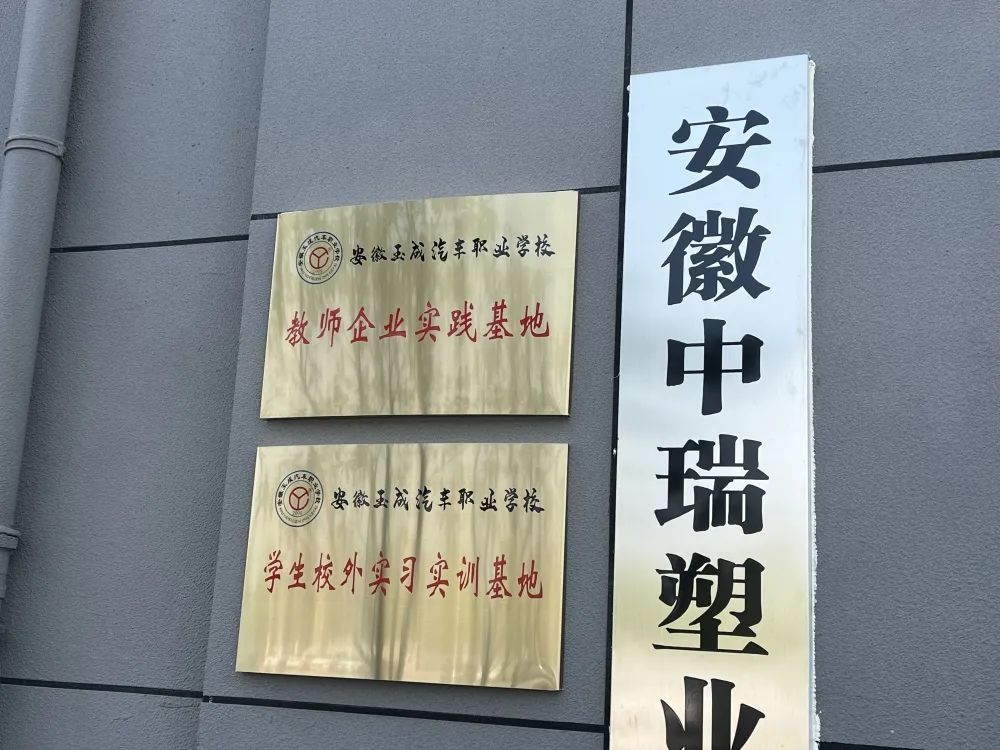 安徽玉成汽车职业学校
教师企业实践基地
安徽玉成汽车职业学校
学生校外实习实训基地
安徽中瑞塑业